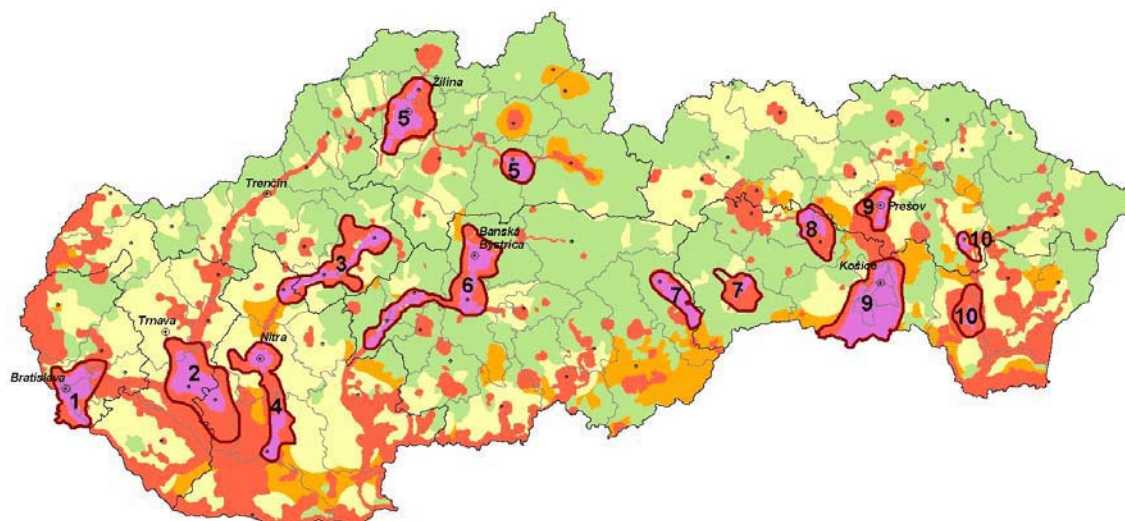 Žilina
5
Trenčín
5
9
Prešov
8
Banská
Bystrica
10
3
Košice
6
7
7
9
10
Trnava
Nitra
2
Bratislava
1
4